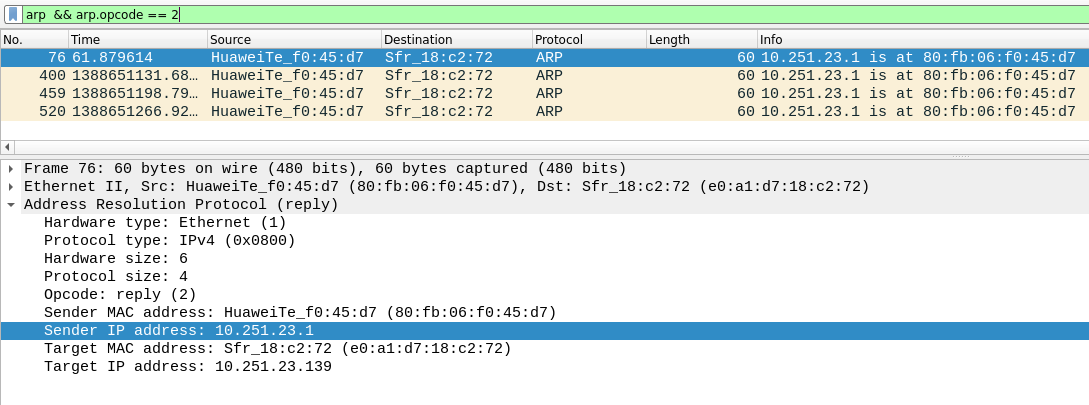 arp  && arp.opcode == 2
No. Time Source Destination Protocol Length Info
76 61.879614 HuaweiTe_f0:45:d7 Sfr_18:c2:72 ARP 60 10.251.23.1 is at 80:fb:06:f0:45:d7
400 1388651131.68… HuaweiTe_f0:45:d7 Sfr_18:c2:72 ARP 60 10.251.23.1 is at 80:fb:06:f0:45:d7
459 1388651198.79… HuaweiTe_f0:45:d7 Sfr_18:c2:72 ARP 60 10.251.23.1 is at 80:fb:06:f0:45:d7
520 1388651266.92… HuaweiTe_f0:45:d7 Sfr_18:c2:72 ARP 60 10.251.23.1 is at 80:fb:06:f0:45:d7
Frame 76: 60 bytes on wire (480 bits), 60 bytes captured (480 bits)
Ethernet II, Src: HuaweiTe_f0:45:d7 (80:fb:06:f0:45:d7), Dst: Sfr_18:c2:72 (e0:a1:d7:18:c2:72)
Address Resolution Protocol (reply)
Hardware type: Ethernet (1)
Protocol type: IPv4 (0x0800)
Hardware size: 6
Protocol size: 4
Opcode: reply (2)
Sender MAC address: HuaweiTe_f0:45:d7 (80:fb:06:f0:45:d7)
Sender IP address: 10.251.23.1
Target MAC address: Sfr_18:c2:72 (e0:a1:d7:18:c2:72)
Target IP address: 10.251.23.139